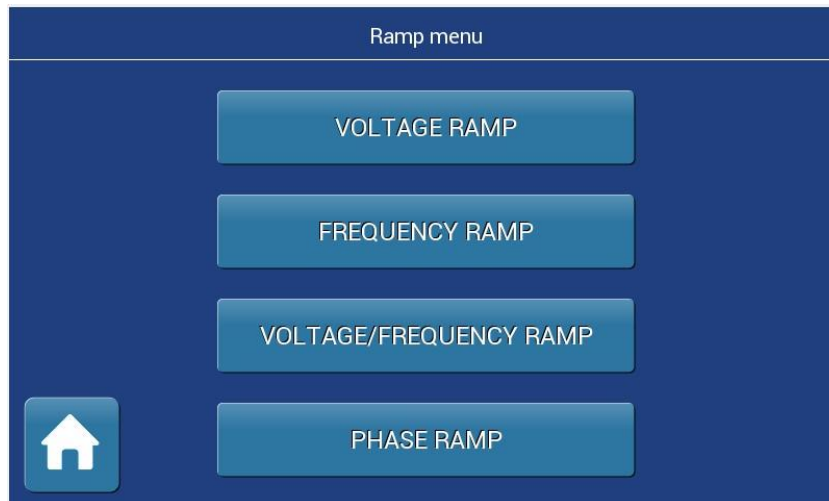 Ramp menu
VOLTAGE RAMP
FREQUENCY RAMP
VOLTAGE/FREQUENCY RAMP
PHASE RAMP